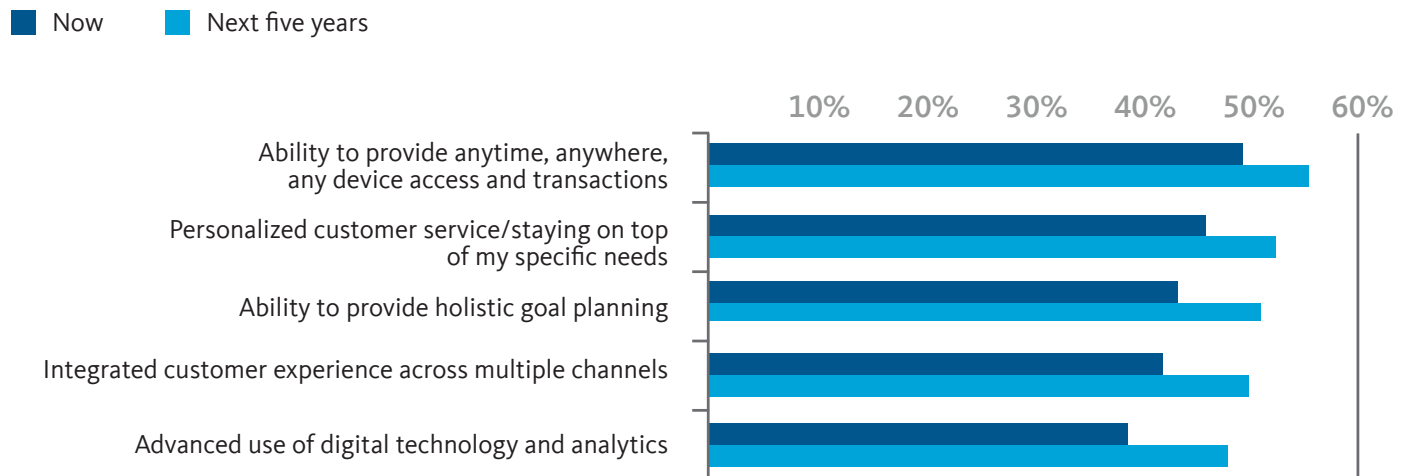 Now Next five years
10% 20% 30% 40% 50% 60%
Ability to provide anytime, anywhere,
any device access and transactions
Personalized customer service/staying on top
of my specific needs
Ability to provide holistic goal planning
Integrated customer experience across multiple channels
Advanced use of digital technology and analytics